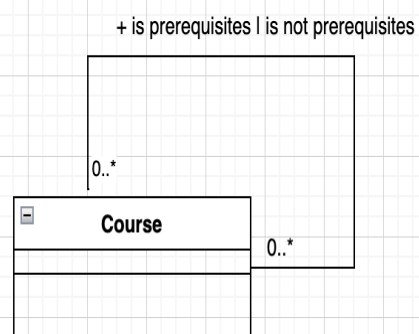 + is prerequisites | is not prerequisites
0..*
Course
0..*